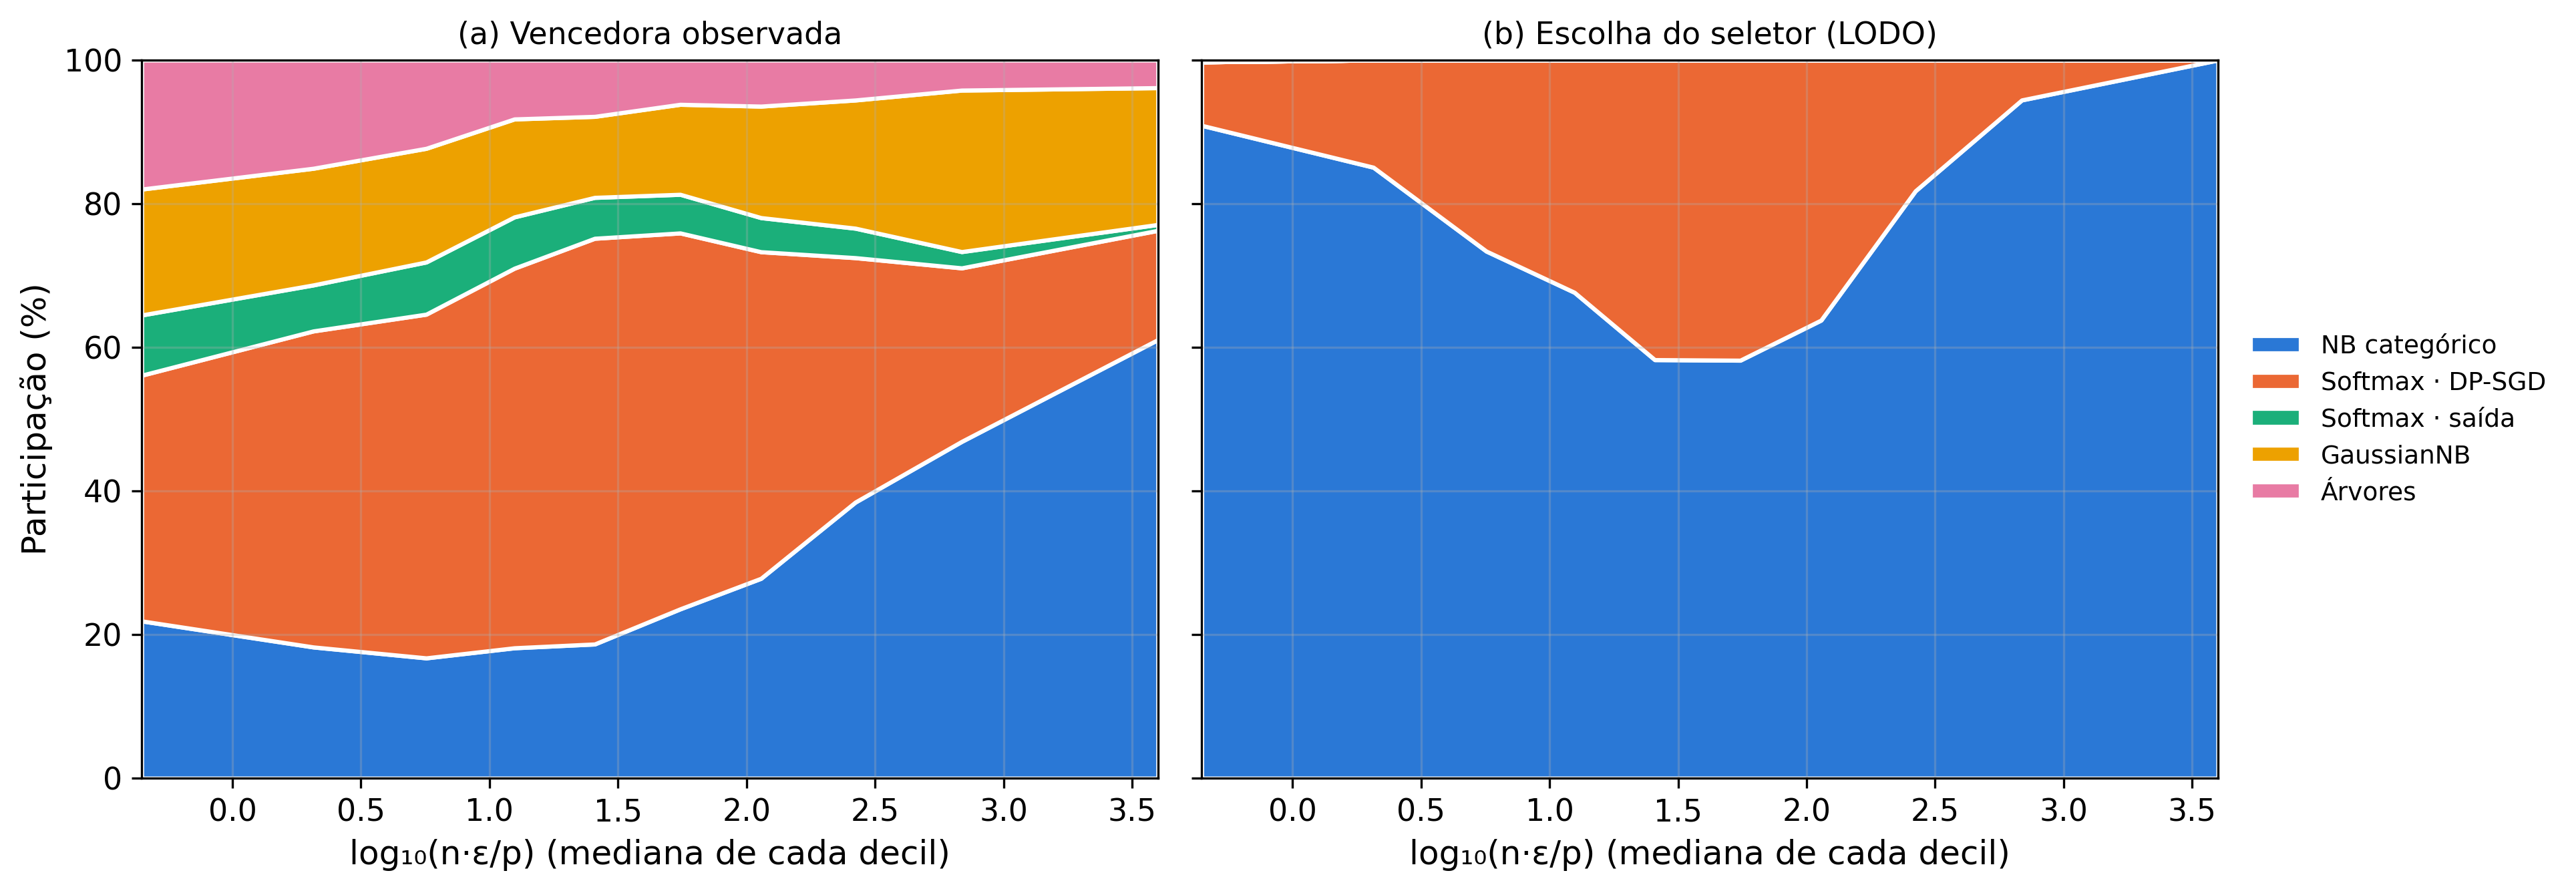 (a) Vencedora observada
(b) Escolha do seletor (LODO)
Participação (%)
100
80
60
40
20
0
0.0 0.5 1.0 1.5 2.0 2.5 3.0 3.5
0.0 0.5 1.0 1.5 2.0 2.5 3.0 3.5
log₁₀(n·ε/p) (mediana de cada decil)
log₁₀(n·ε/p) (mediana de cada decil)
NB categórico
Softmax · DP-SGD
Softmax · saída
GaussianNB
Árvores